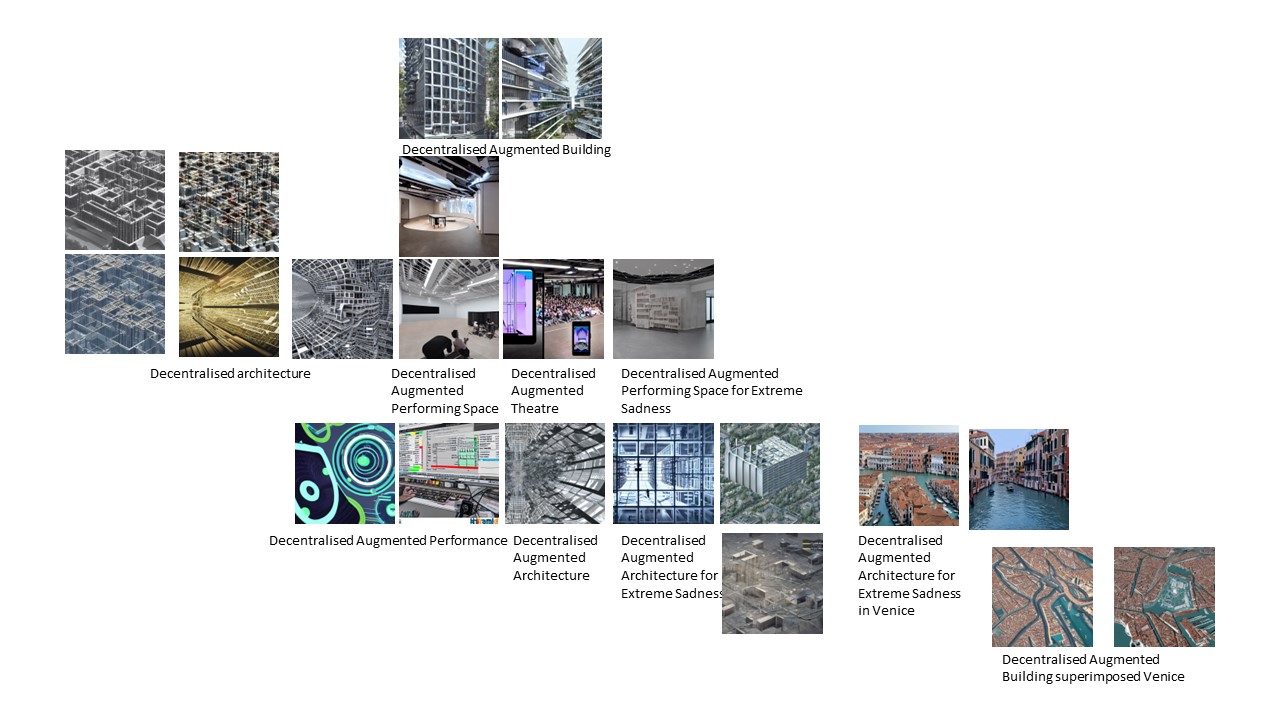 Decentralised Augmented Building
Decentralised architecture
Decentralised
Augmented
Performing Space
Decentralised
Augmented
Theatre
Decentralised Augmented
Performing Space for Extreme
Sadness
Decentralised Augmented Performance
Decentralised
Augmented
Architecture
Decentralised
Augmented
Architecture for
Extreme Sadness
Decentralised
Augmented
Architecture for
Extreme Sadness
in Venice
Decentralised Augmented
Building superimposed Venice